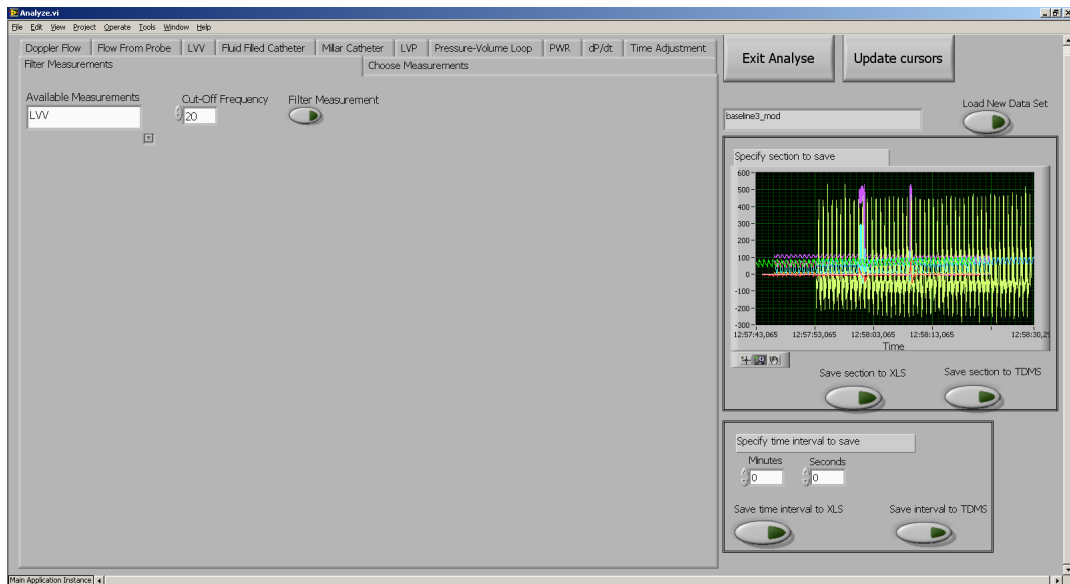 Analyze.vi
File Edit View Project Operate Tools Window Help
Doppler Flow Flow From Probe LVV Fluid Filled Catheter Millar Catheter LVP Pressure-Volume Loop PWR dP/dt Time Adjustment
Filter Measurements Choose Measurements
Available Measurements Cut-Off Frequency Filter Measurement
LVV 20
Exit Analyse Update cursors
Load New Data Set
baseline3_mod
Specify section to save
600
500
400
300
200
100
0
-100
-200
-300
12:57:43,065 12:57:53,065 12:58:03,065 12:58:13,065 12:58:30,29
Time
Save section to XLS Save section to TDMS
Specify time interval to save
Minutes Seconds
0 0
Save time interval to XLS Save interval to TDMS
Main Application Instance